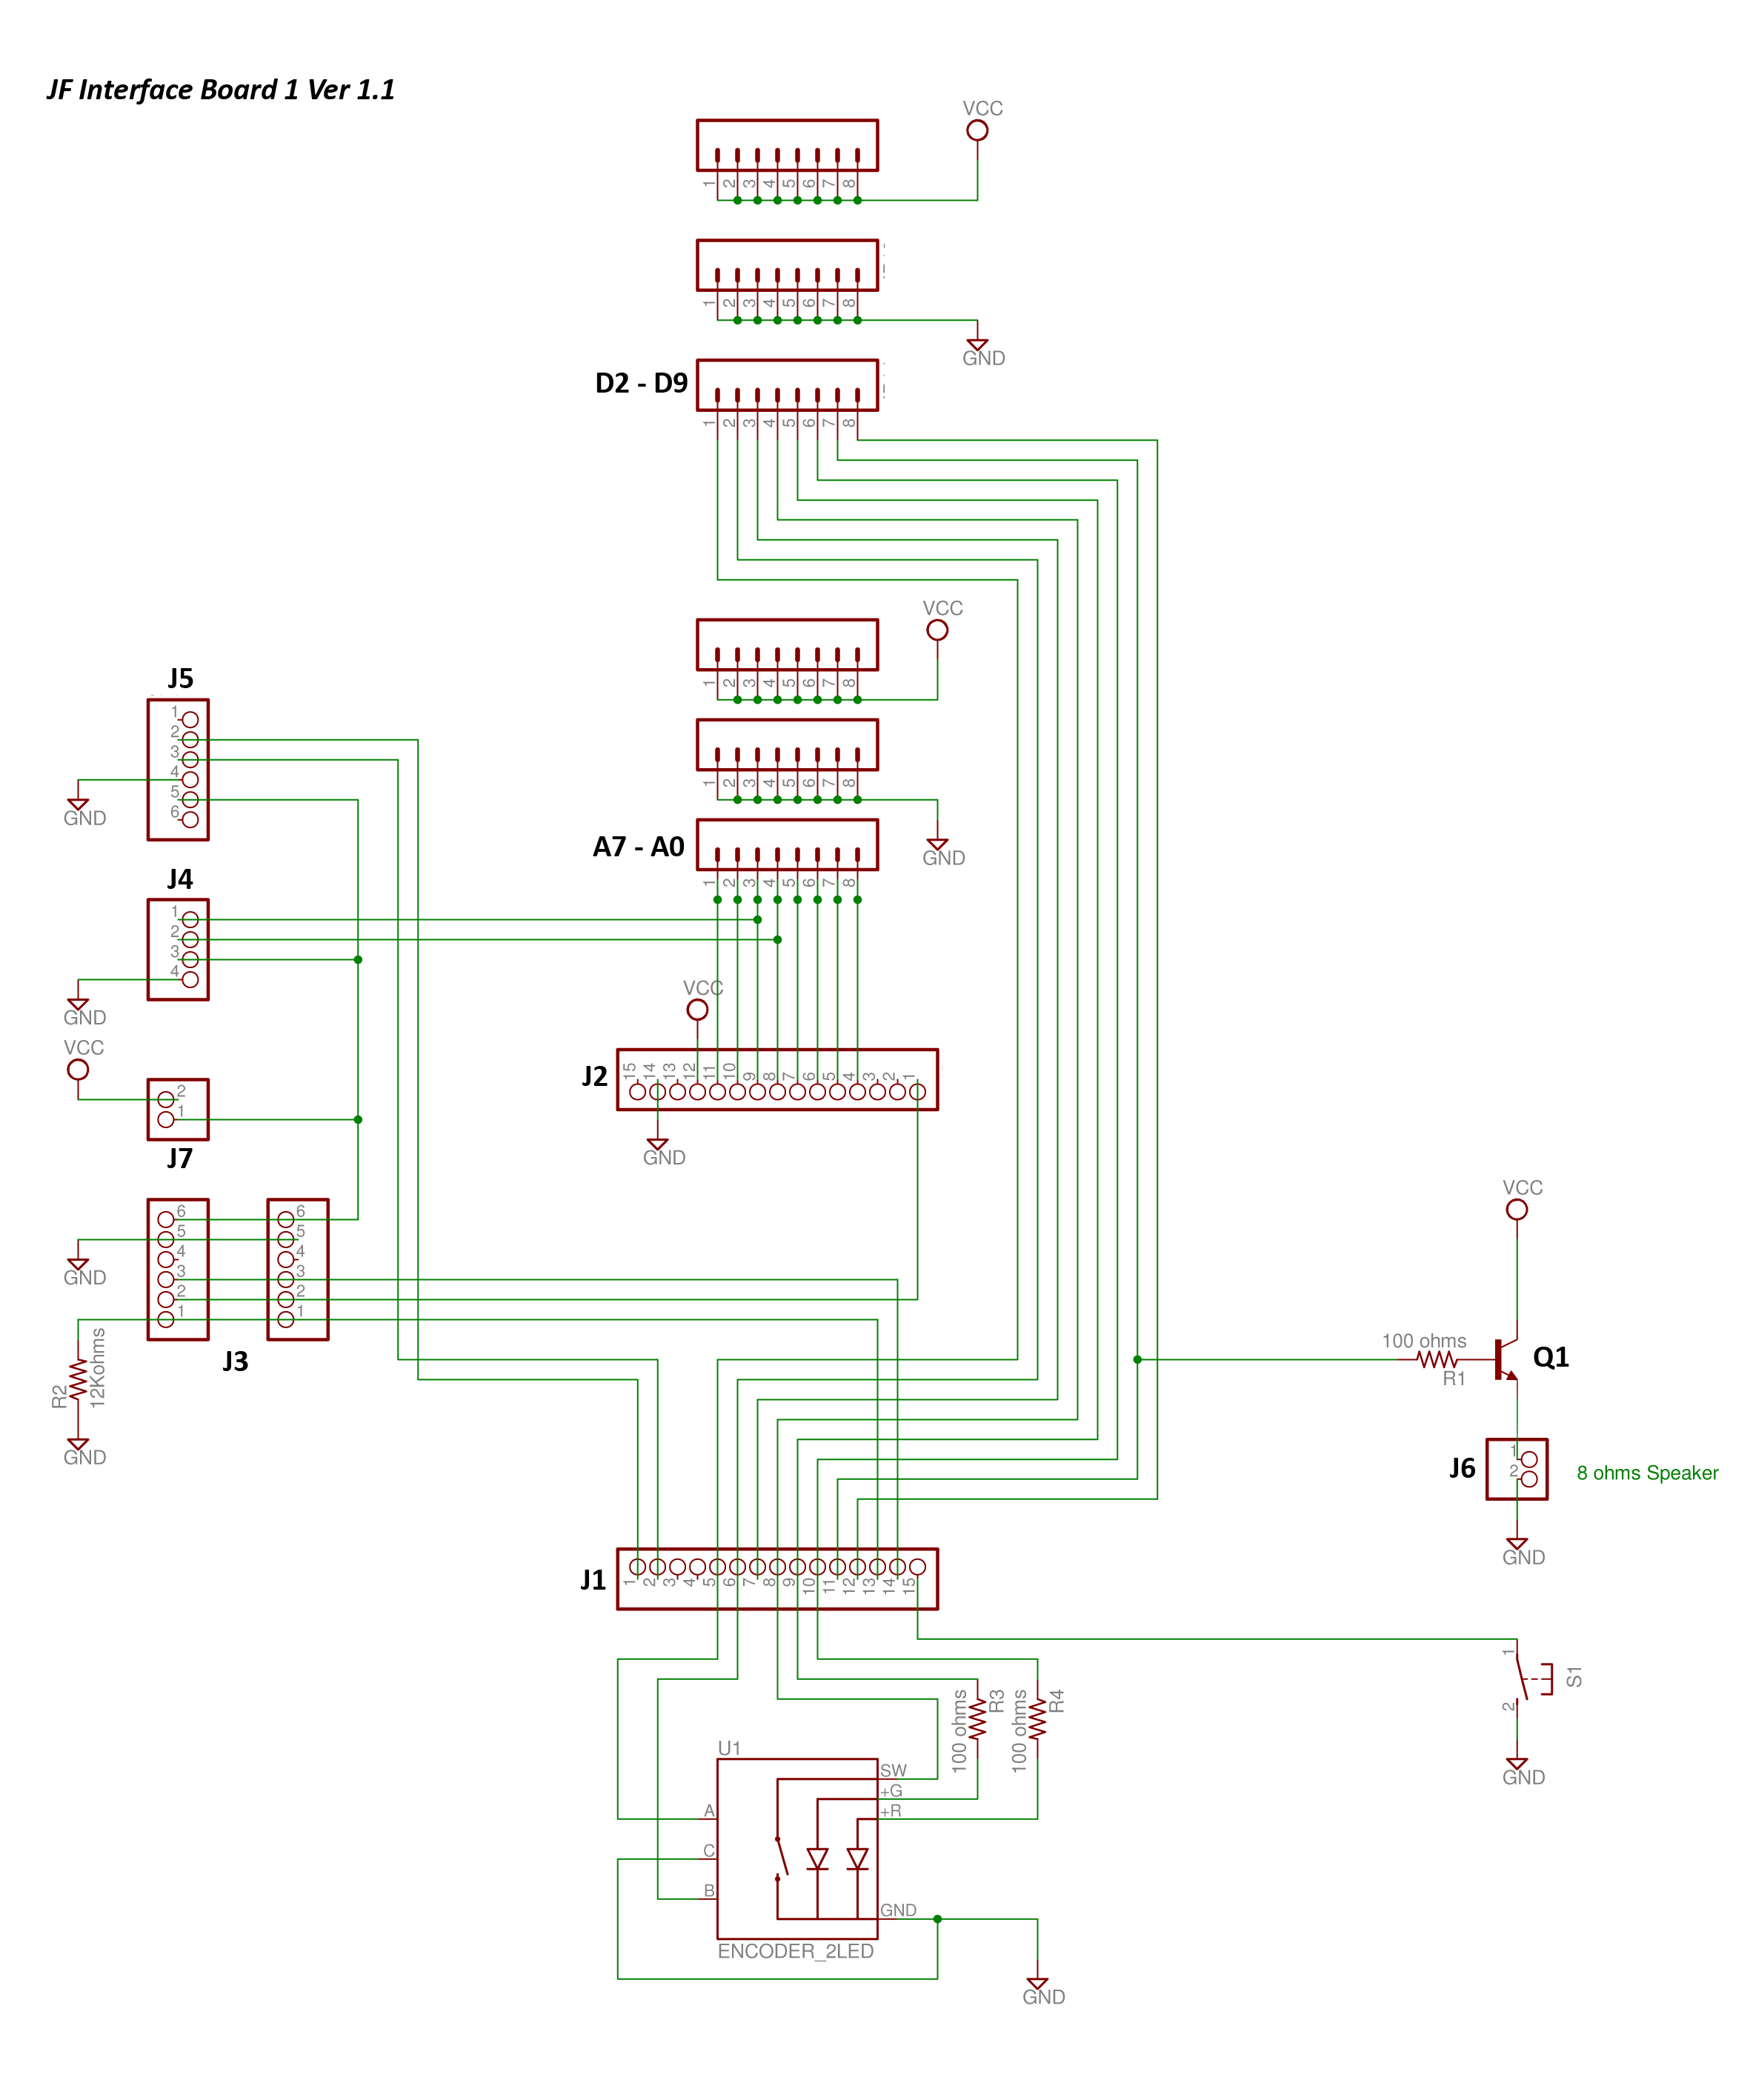 JF Interface Board 1 Ver 1.1
VCC
1 2 3 4 5 6 7 8
1 2 3 4 5 6 7 8
GND
D2 - D9
1 2 3 4 5 6 7 8
VCC
1 2 3 4 5 6 7 8
J5
1
2
3
4
5
6
GND
1 2 3 4 5 6 7 8
GND
A7 - A0
1 2 3 4 5 6 7 8
J4
1
2
3
4
GND
VCC
J2
15 14 13 12 11 10 9 8 7 6 5 4 3 2 1
GND
VCC
2
1
J7
6 6
5 5
4 4
3 3
2 2
1 1
GND
J3
R2
12Kohms
GND
VCC
100 ohms
R1
Q1
J6
1
2
8 ohms Speaker
GND
J1
1 2 3 4 5 6 7 8 9 10 11 12 13 14 15
1
S1
2
GND
100 ohms
R3
100 ohms
R4
U1
SW
+G
+R
A
C
B
GND
ENCODER_2LED
GND